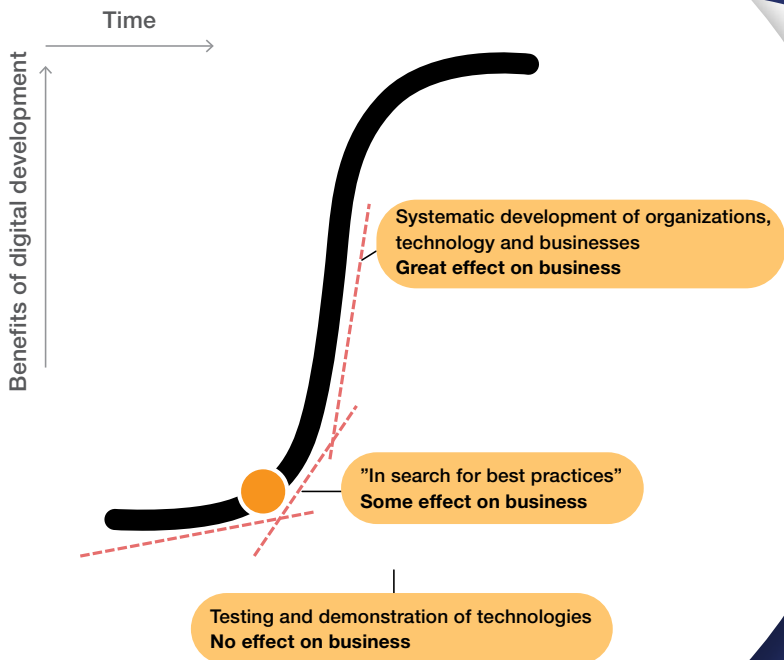 Time
Benefits of digital development
Systematic development of organizations,
technology and businesses
Great effect on business
”In search for best practices”
Some effect on business
Testing and demonstration of technologies
No effect on business